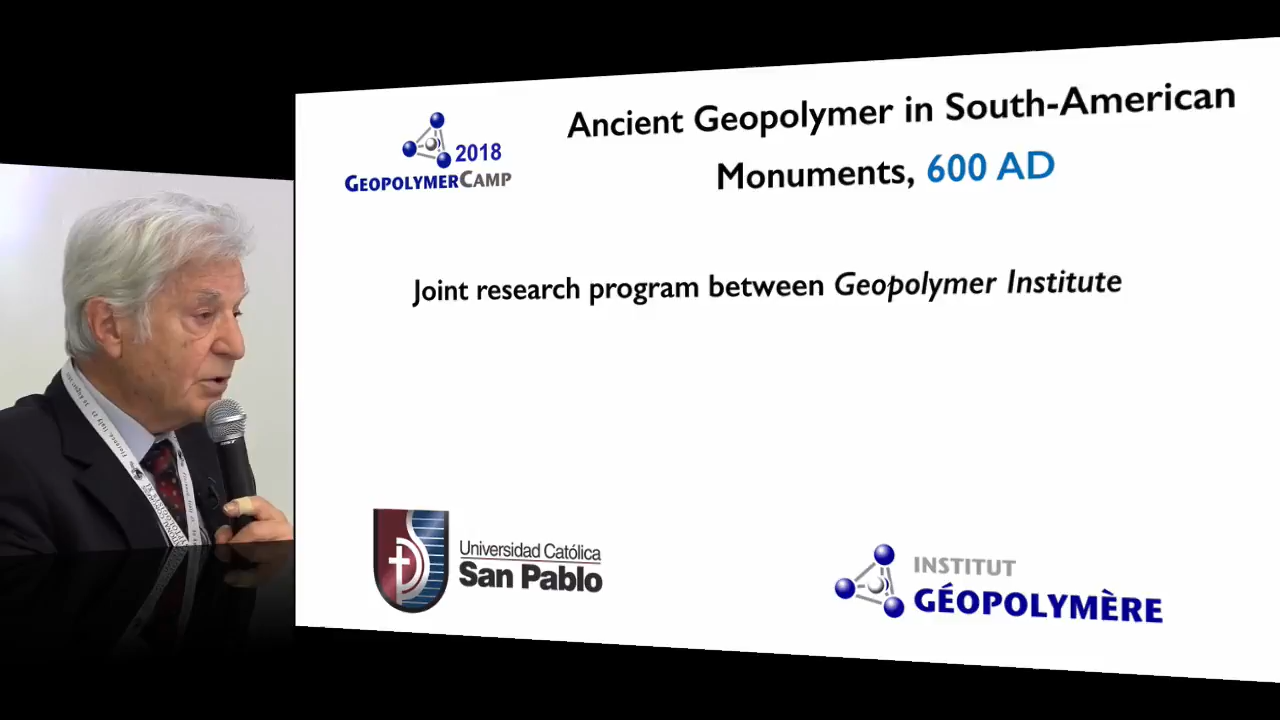 2018
GEOPOLYMERCAMP
Ancient Geopolymer in South-American
Monuments, 600 AD
Joint research program between Geopolymer Institute
Universidad Católica
San Pablo
INSTITUT
GÉOPOLYMÈRE